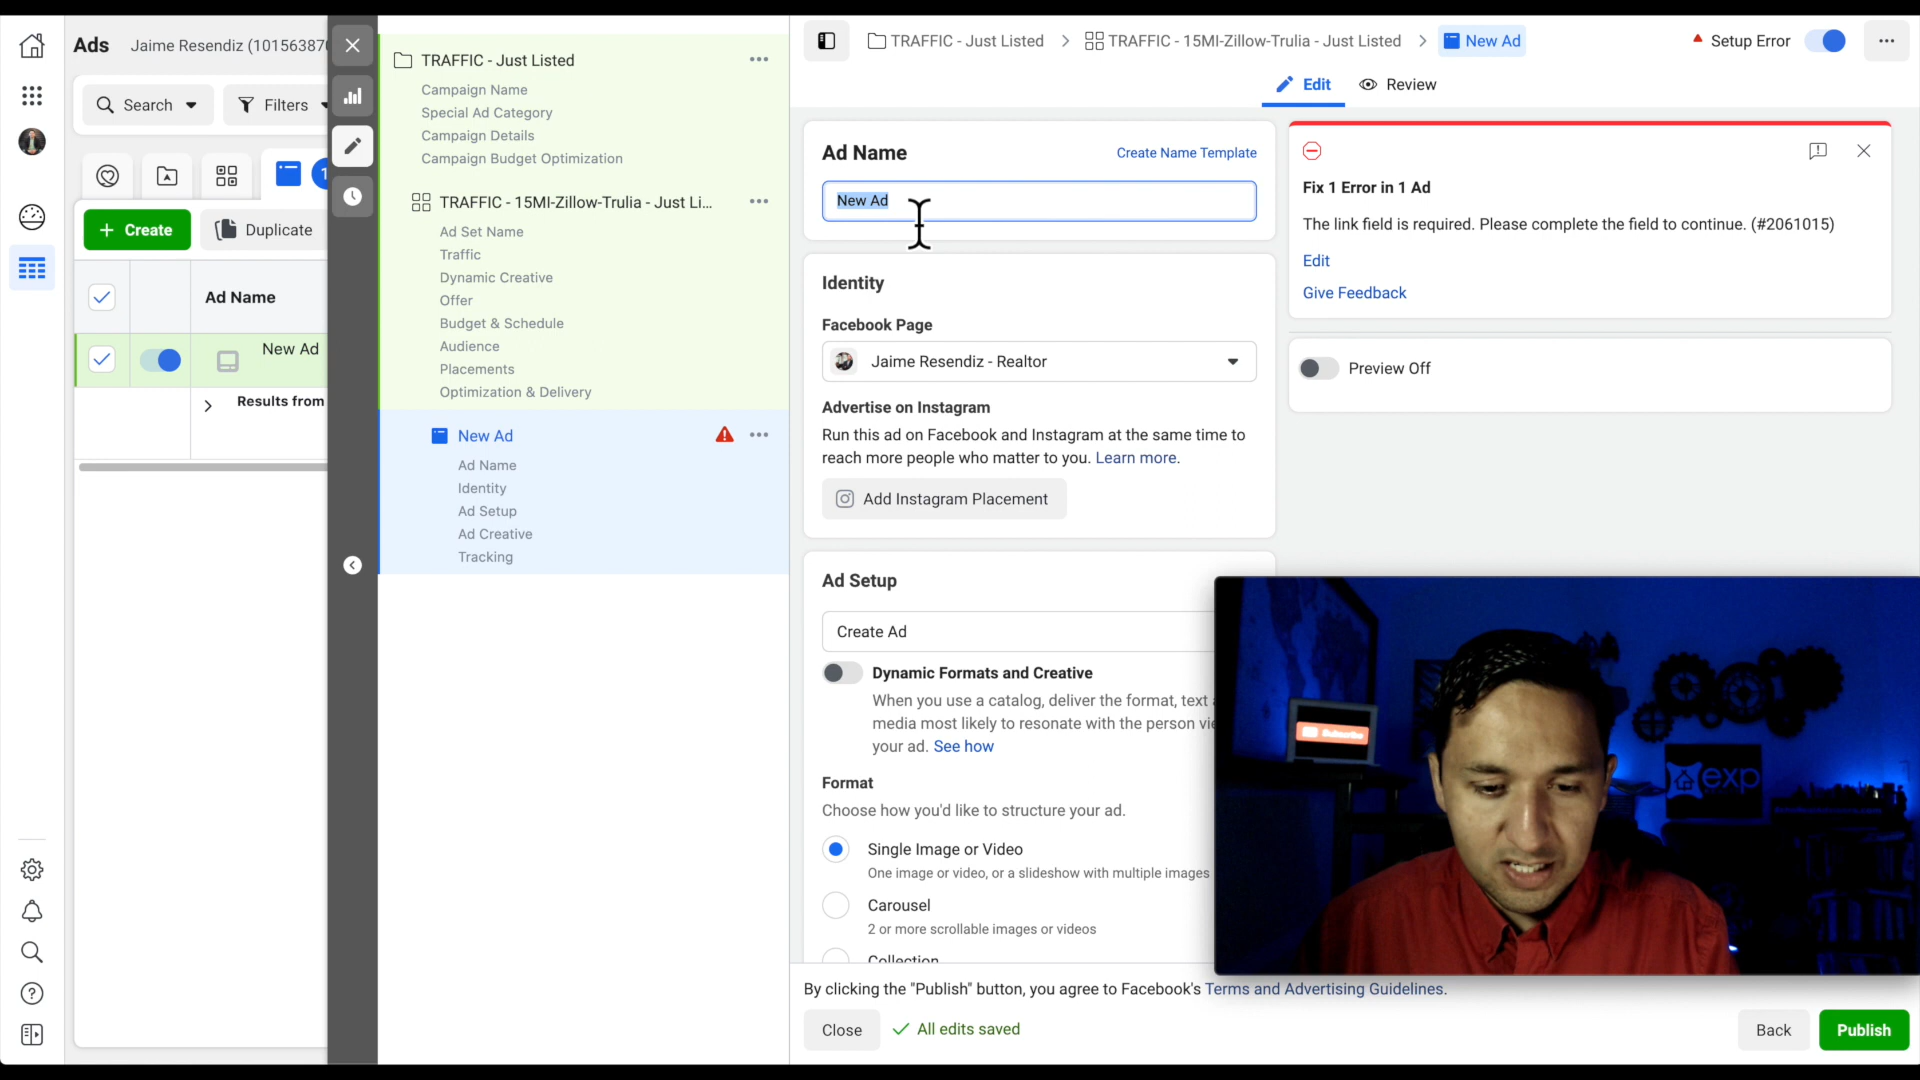 Ads
Jaime Resendiz (101563870
Search
Filters
+ Create
Duplicate
Ad Name
New Ad
Results from
TRAFFIC - Just Listed
Campaign Name
Special Ad Category
Campaign Details
Campaign Budget Optimization
TRAFFIC - 15MI-Zillow-Trulia - Just Li...
Ad Set Name
Traffic
Dynamic Creative
Offer
Budget & Schedule
Audience
Placements
Optimization & Delivery
New Ad
Ad Name
Identity
Ad Setup
Ad Creative
Tracking
TRAFFIC - Just Listed
TRAFFIC - 15MI-Zillow-Trulia - Just Listed
New Ad
Setup Error
Edit
Review
Ad Name
Create Name Template
New Ad
Identity
Facebook Page
Jaime Resendiz - Realtor
Advertise on Instagram
Run this ad on Facebook and Instagram at the same time to
reach more people who matter to you. Learn more.
Add Instagram Placement
Ad Setup
Create Ad
Dynamic Formats and Creative
When you use a catalog, deliver the format, text
media most likely to resonate with the person
your ad. See how
Format
Choose how you'd like to structure your ad.
Single Image or Video
One image or video, or a slideshow with multiple images
Carousel
2 or more scrollable images or videos
Collection
Fix 1 Error in 1 Ad
The link field is required. Please complete the field to continue. (#2061015)
Edit
Give Feedback
Preview Off
Subscribe
exp
By clicking the "Publish" button, you agree to Facebook's Terms and Advertising Guidelines.
Close
All edits saved
Back
Publish